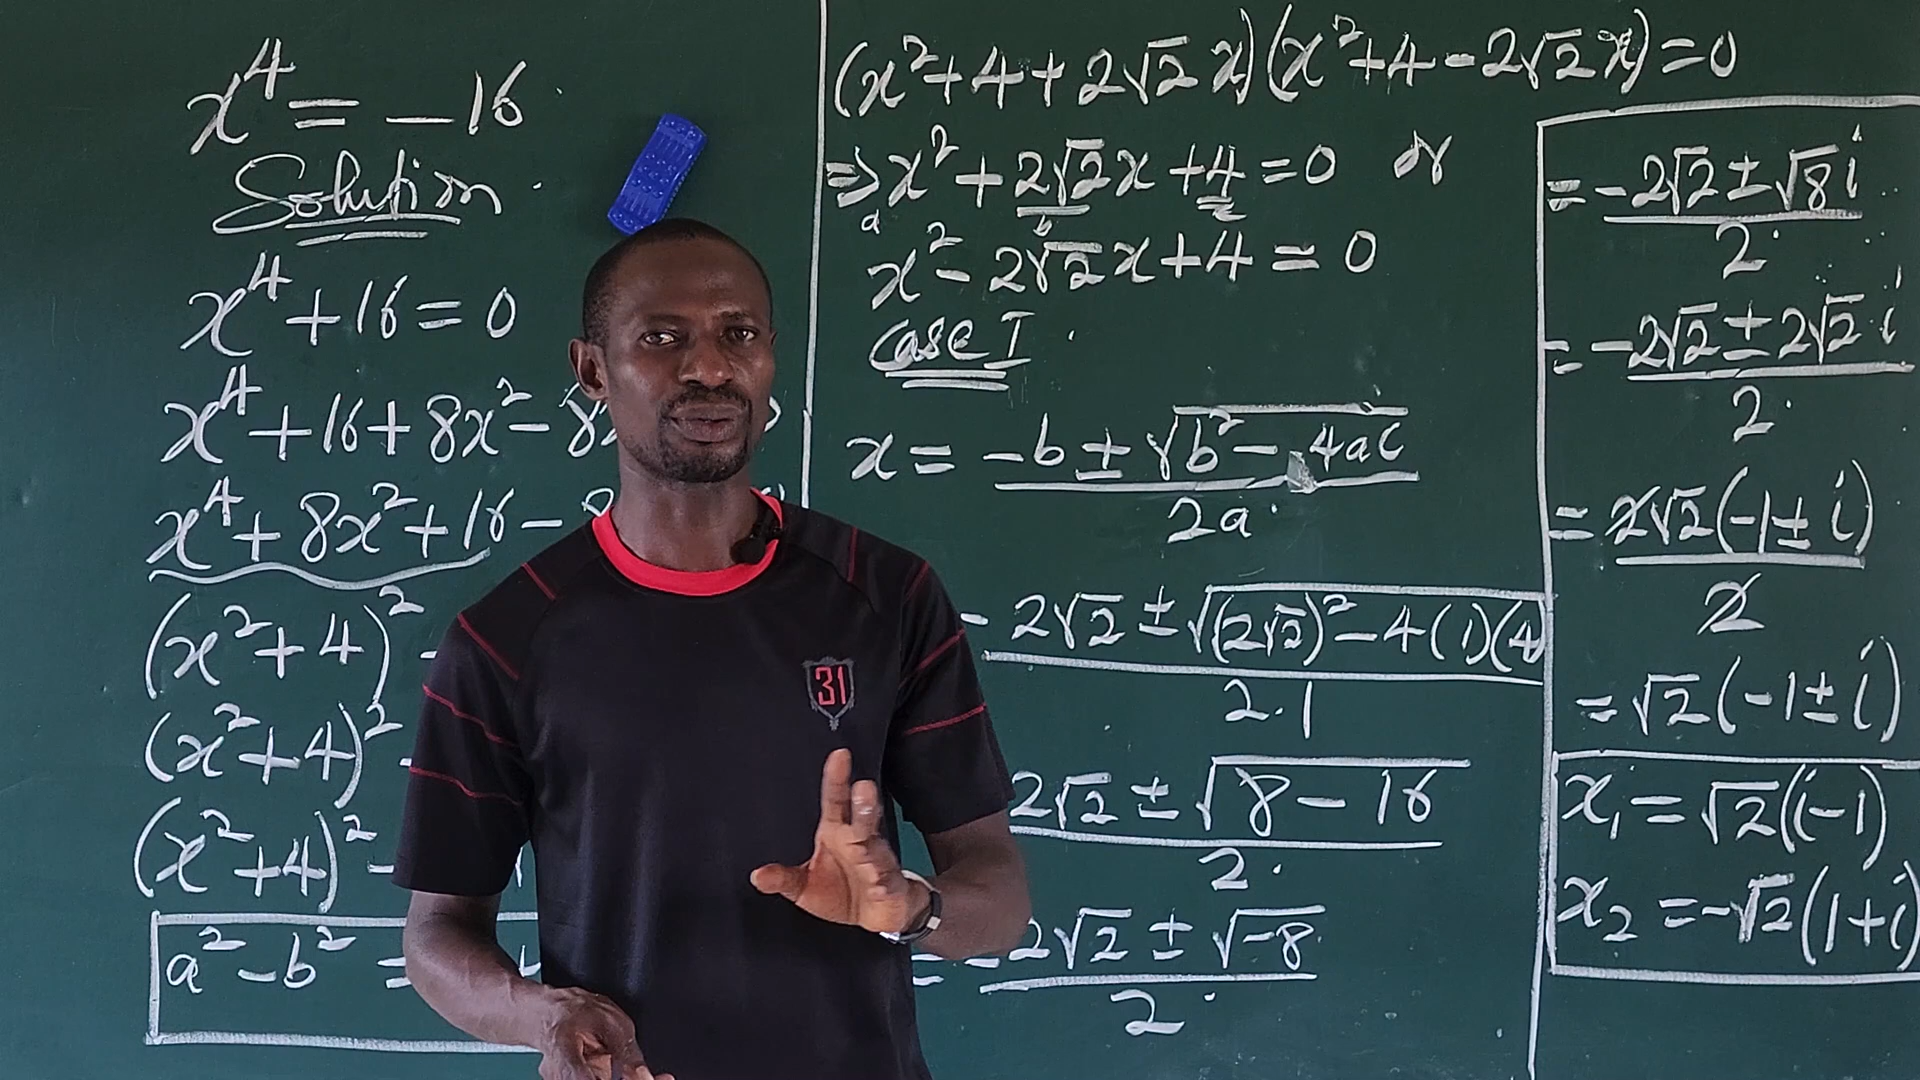 x⁴ = -16
Solution
x⁴ + 16 = 0
x⁴ + 16 + 8x² - 8
x⁴ + 8x² + 16 - 8
(x² + 4)² -
(x² + 4)² -
(x² + 4)² -
a² - b² =
(x² + 4 + 2√2 x)(x² + 4 - 2√2 x) = 0
⇒ x² + 2√2 x + 4 = 0 or
a b c
x² - 2√2 x + 4 = 0
Case I
x = (-b ± √(b² - 4ac))/2a
(-2√2 ± √((2√2)² - 4(1)(4)))/2.1
(2√2 ± √(8 - 16))/2
= (-2√2 ± √-8)/2
= (-2√2 ± √8 i)/2
= (-2√2 ± 2√2 i)/2
= 2√2(-1 ± i)/2
= √2(-1 ± i)
x₁ = √2(i-1)
x₂ = -√2(1+i)
31